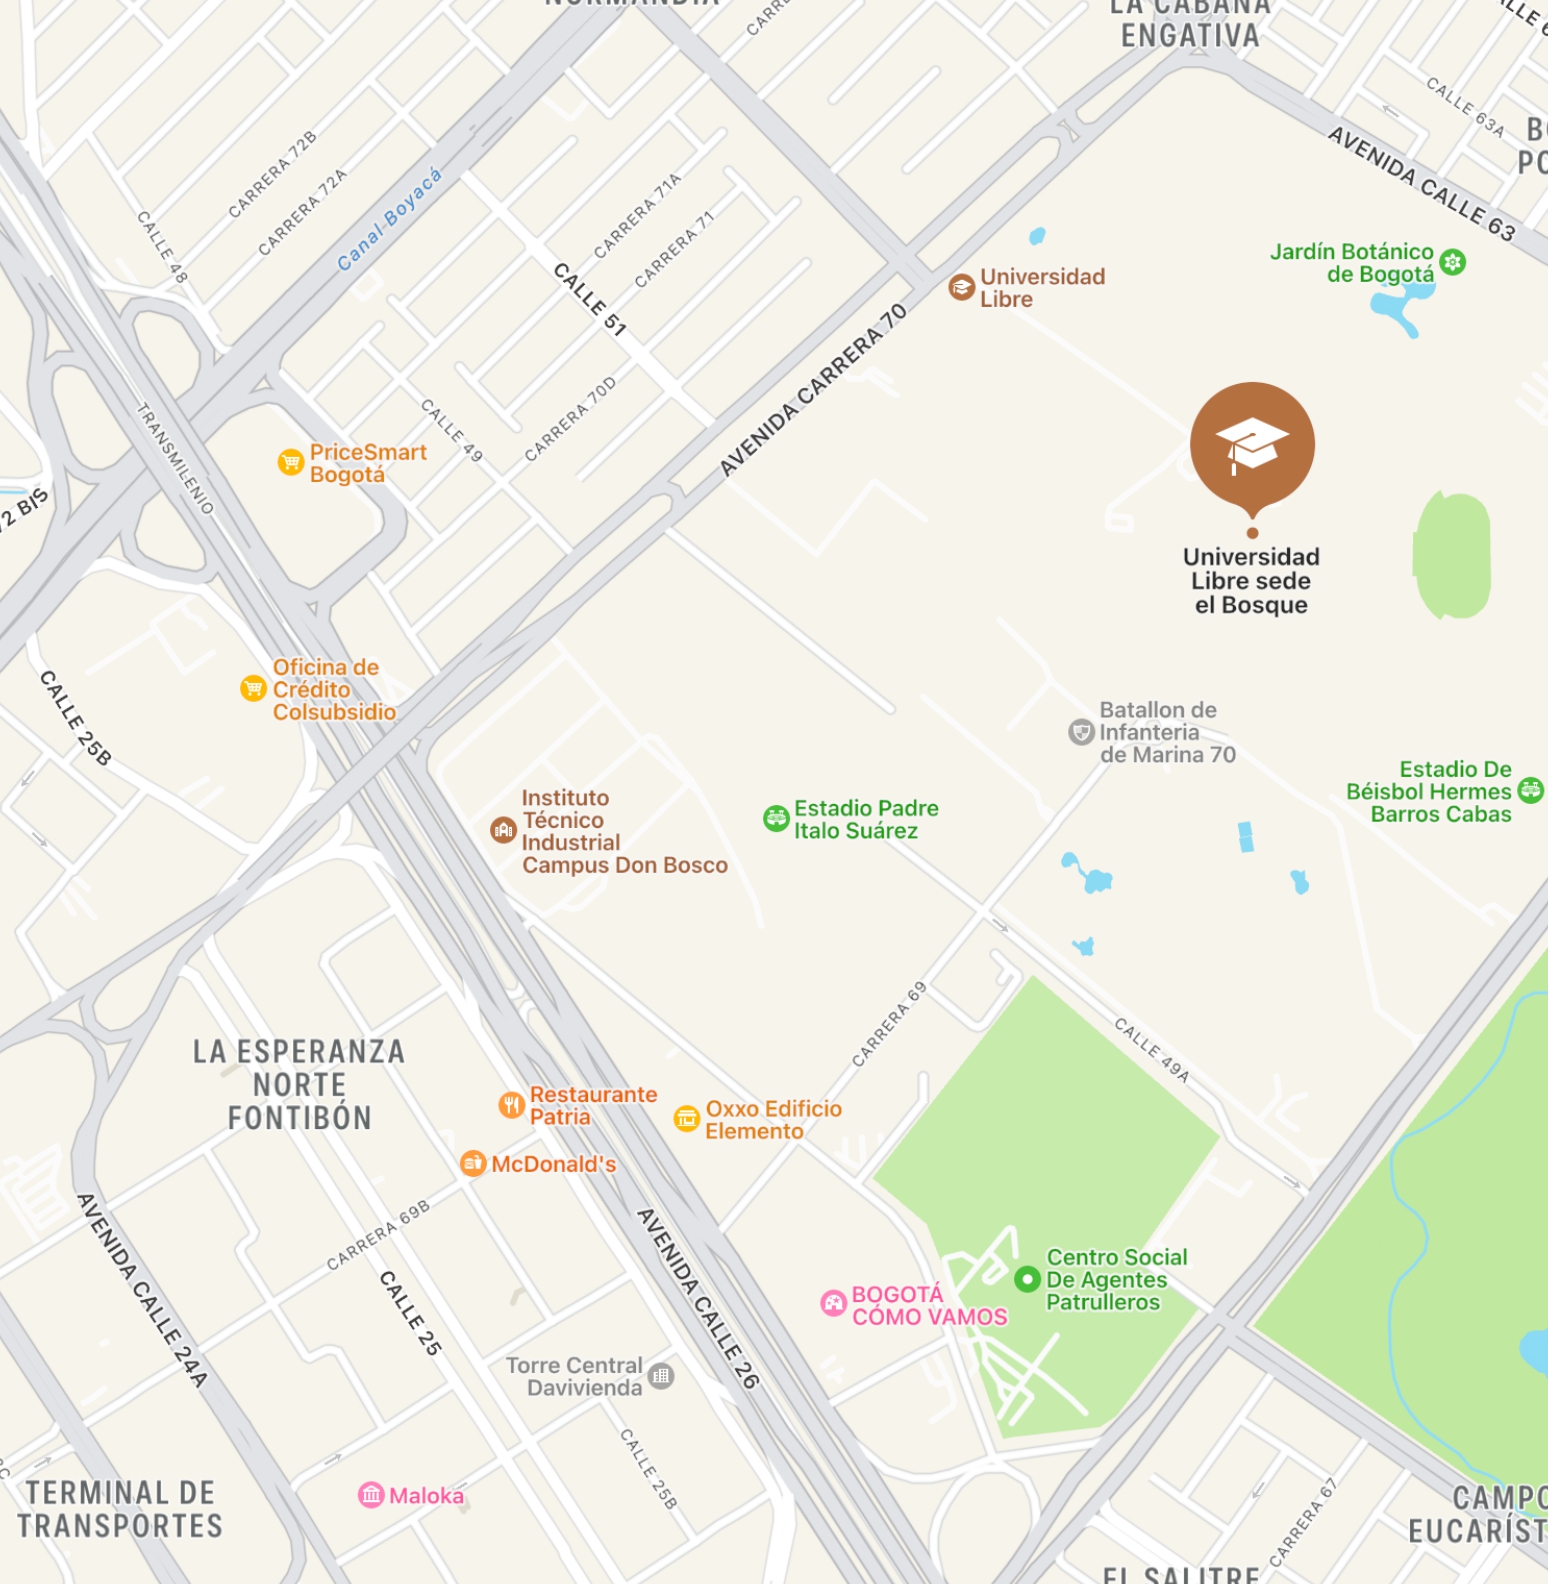 NORMANDÍA
LA CABAÑA
ENGATIVA
CALLE 63A
AVENIDA CALLE 63
CARRERA 72B
CARRERA 72A
Canal Boyacá
CALLE 48
CARRERA 71A
CARRERA 71
CALLE 51
Universidad
Libre
Jardín Botánico
de Bogotá
AVENIDA CARRERA 70
TRANSMILENIO
CALLE 49
CARRERA 70D
PriceSmart
Bogotá
Universidad
Libre sede
el Bosque
CALLE 25B
Oficina de
Crédito
Colsubsidio
Batallon de
Infanteria
de Marina 70
Estadio De
Béisbol Hermes
Barros Cabas
Instituto
Técnico
Industrial
Campus Don Bosco
Estadio Padre
Italo Suárez
CARRERA 69
CALLE 49A
LA ESPERANZA
NORTE
FONTIBÓN
Restaurante
Patria
Oxxo Edificio
Elemento
McDonald's
CARRERA 69B
AVENIDA CALLE 24A
CALLE 25
AVENIDA CALLE 26
BOGOTÁ
CÓMO VAMOS
Centro Social
De Agentes
Patrulleros
Torre Central
Davivienda
CALLE 25B
Maloka
TERMINAL DE
TRANSPORTES
CARRERA 67
CAMPO
EUCARÍST
EL SALITRE